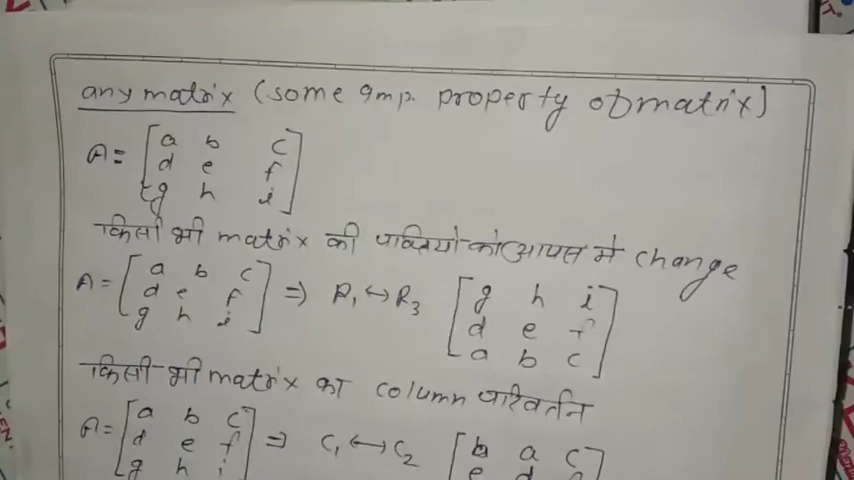 any matrix (some imp. property of matrix)
A = [a b c
d e f
g h i]
किसी भी matrix की पंक्तियो को आपस मे change
A = [a b c
d e f
g h i] ⇒ R₁ ↔ R₃ [g h i
d e f
a b c]
किसी भी matrix का column परिवर्तन
A = [a b c
d e f
g h i ⇒ C₁ ↔ C₂ [b a c
e d